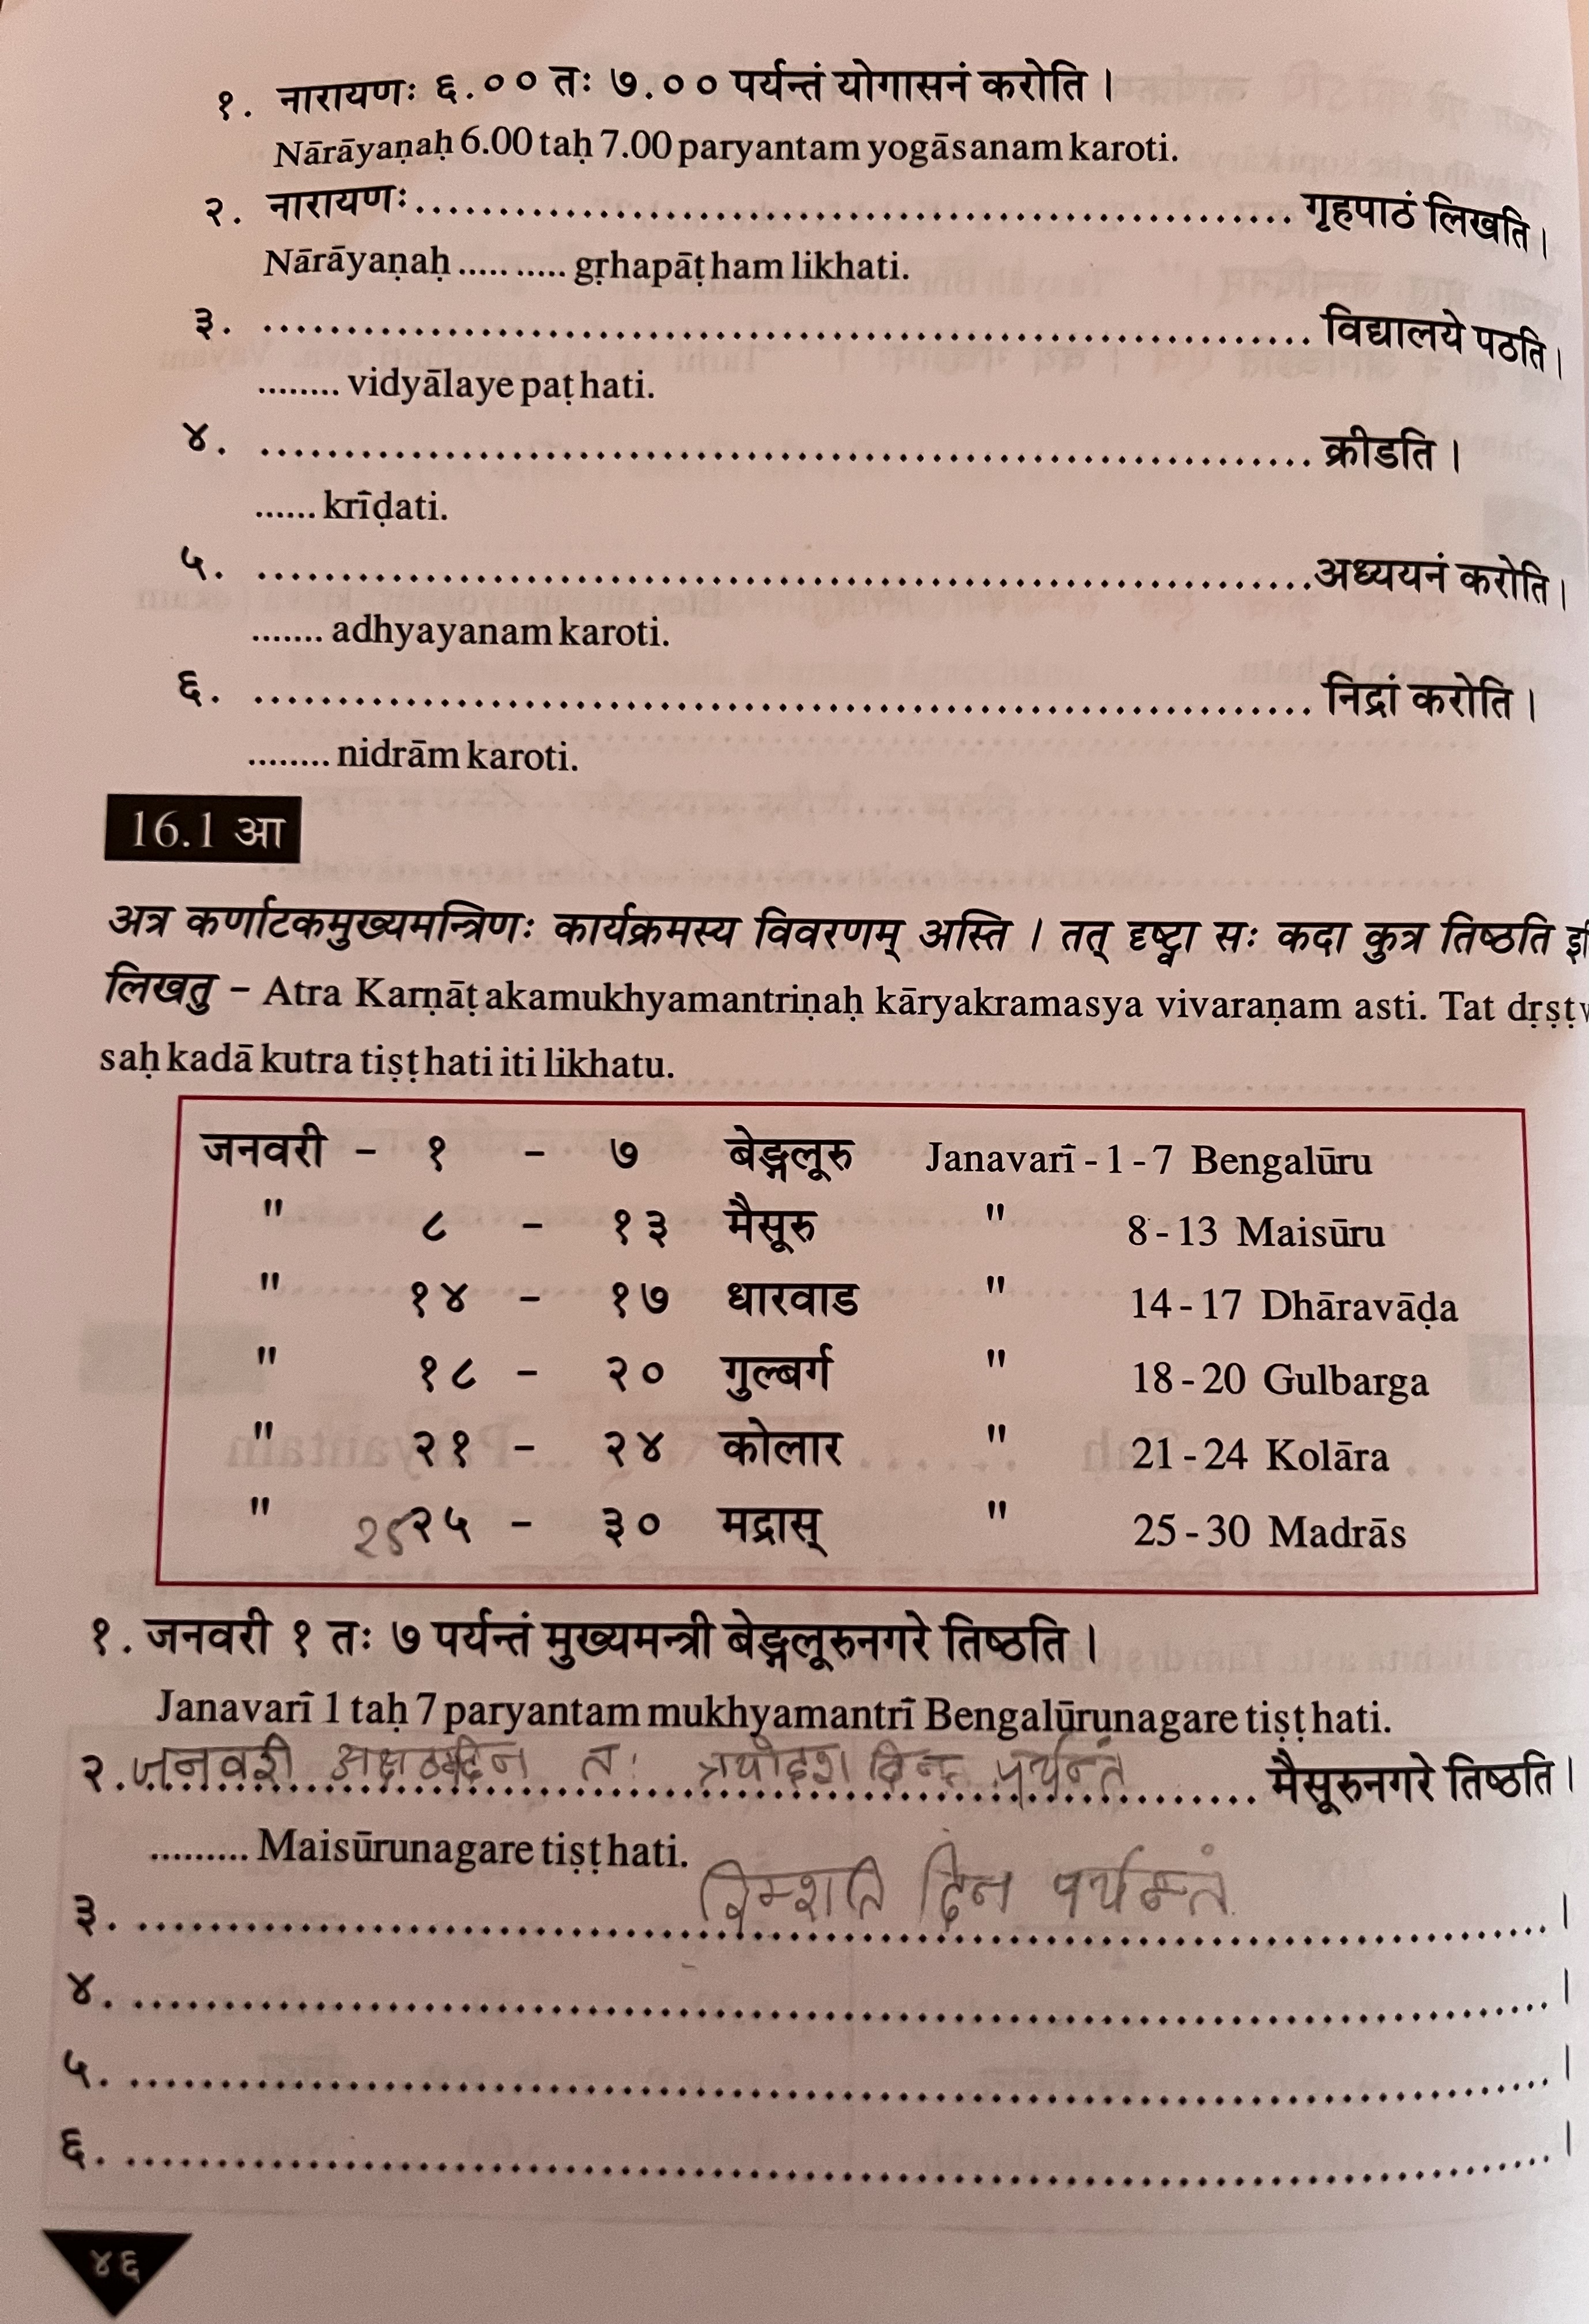 १. नारायणः ६.०० तः ७.०० पर्यन्तं योगासनं करोति ।
Nārāyaṇaḥ 6.00 taḥ 7.00 paryantam yogāsanam karoti.
२. नारायणः........................................ गृहपाठं लिखति ।
Nārāyaṇaḥ ..... ..... gṛhapāṭham likhati.
३. ........................................ विद्यालये पठति ।
........ vidyālaye paṭhati.
४. ........................................ क्रीडति ।
...... krīḍati.
५. ........................................अध्ययनं करोति ।
....... adhyayanam karoti.
६. ........................................ निद्रां करोति ।
........ nidrām karoti.
16.1 आ
अत्र कर्णाटकमुख्यमन्त्रिणः कार्यक्रमस्य विवरणम् अस्ति । तत् दृष्ट्वा सः कदा कुत्र तिष्ठति
लिखतु – Atra Karṇāṭakamukhyamantriṇaḥ kāryakramasya vivaraṇam asti. Tat dṛṣṭv
saḥ kadā kutra tiṣṭhati iti likhatu.
जनवरी – १ – ७ बेङ्गलूरु Janavarī - 1 - 7 Bengalūru
" ८ – १३ मैसूरु " 8 - 13 Maisūru
" १४ – १७ धारवाड " 14 - 17 Dhāravāḍa
" १८ – २० गुल्बर्ग " 18 - 20 Gulbarga
" २१ – २४ कोलार " 21 - 24 Kolāra
" २५ – ३० मद्रास् " 25 - 30 Madrās
१. जनवरी १ तः ७ पर्यन्तं मुख्यमन्त्री बेङ्गलूरुनगरे तिष्ठति ।
Janavarī 1 taḥ 7 paryantam mukhyamantrī Bengalūrunagare tiṣṭhati.
२. जनवरी तः त्रयोदश दिन पर्यन्तं मैसूरुनगरे तिष्ठति ।
......... Maisūrunagare tiṣṭhati.
३. दिन पर्यन्तं ।
४. ........................................ ।
५. ........................................ ।
६. ........................................ ।
४६